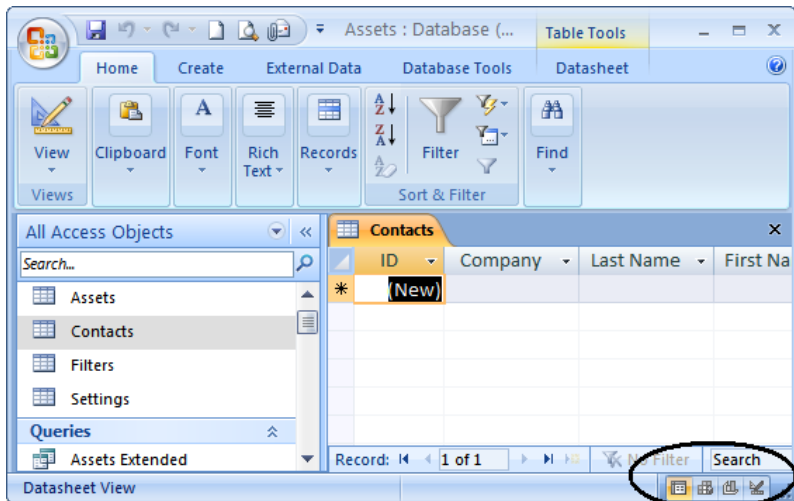 Assets : Database (...
Table Tools
Home
Create
External Data
Database Tools
Datasheet
View
Clipboard
Font
Rich
Text
Records
Filter
Find
Views
Sort & Filter
All Access Objects
Contacts
Search...
ID
Company
Last Name
First Na
Assets
(New)
Contacts
Filters
Settings
Queries
Assets Extended
Record:
1 of 1
No Filter
Search
Datasheet View